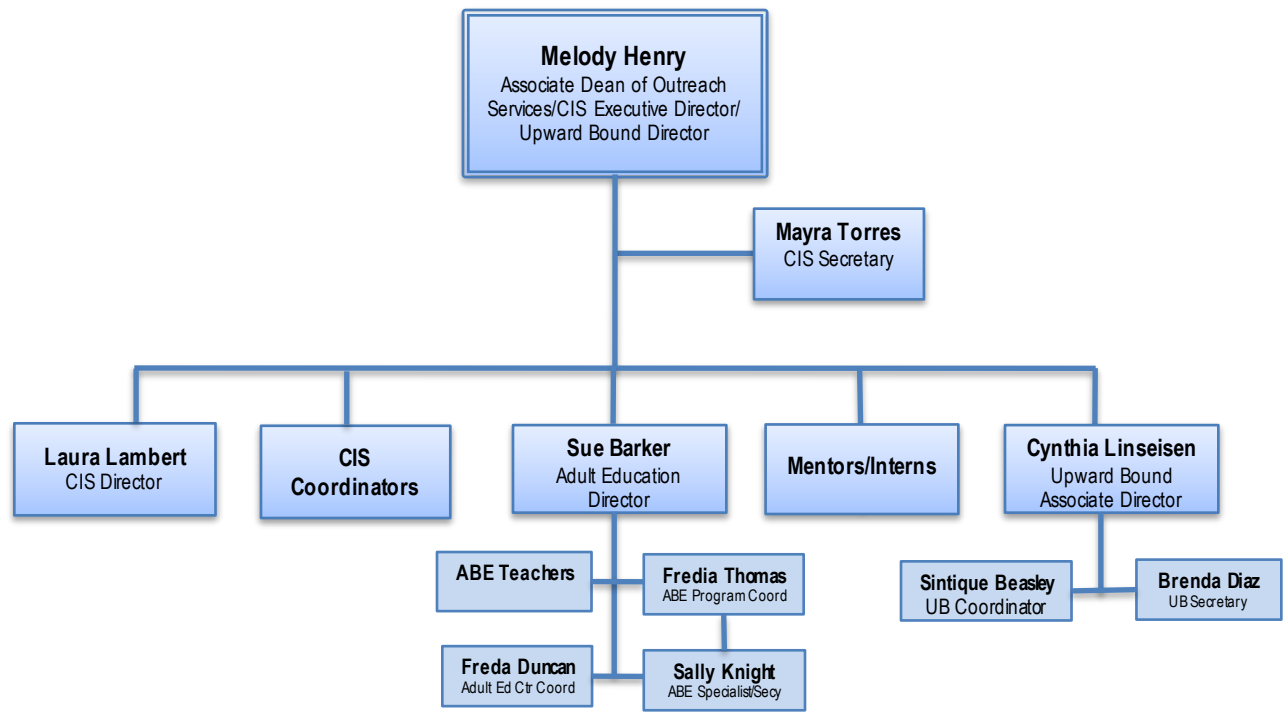 Melody Henry
Associate Dean of Outreach
Services/CIS Executive Director/
Upward Bound Director
Mayra Torres
CIS Secretary
Laura Lambert
CIS Director
CIS
Coordinators
Sue Barker
Adult Education
Director
Mentors/Interns
Cynthia Linseisen
Upward Bound
Associate Director
ABE Teachers
Fredia Thomas
ABE Program Coord
Sintique Beasley
UB Coordinator
Brenda Diaz
UB Secretary
Freda Duncan
Adult Ed Ctr Coord
Sally Knight
ABE Specialist/Secy